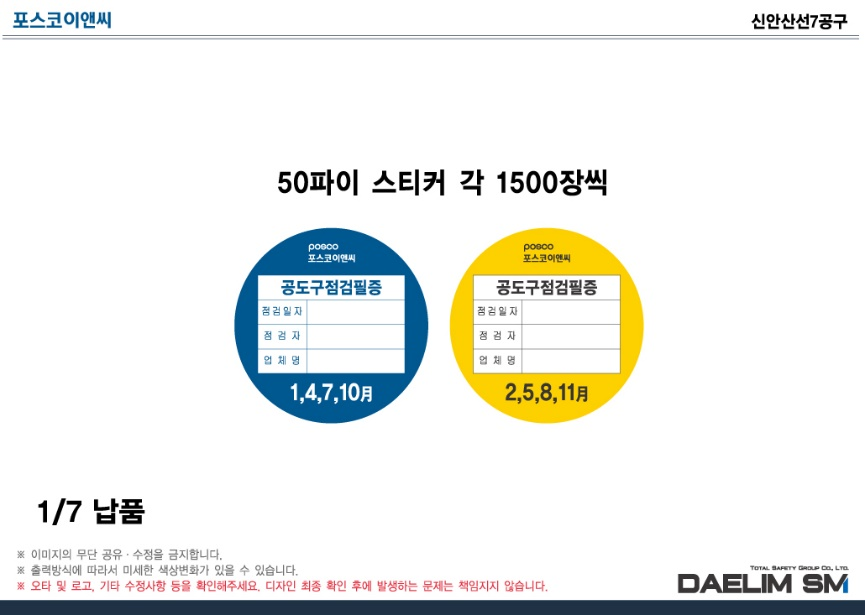 포스코이앤씨
신안산선7공구
50파이 스티커 각 1500장씩
posco
포스코이앤씨
공도구점검필증
점검일자
점 검 자
업 체 명
1,4,7,10月
posco
포스코이앤씨
공도구점검필증
점검일자
점 검 자
업 체 명
2,5,8,11月
1/7 납품
※ 이미지의 무단 공유 · 수정을 금지합니다.
※ 출력방식에 따라서 미세한 색상변화가 있을 수 있습니다.
※ 오타 및 로고, 기타 수정사항 등을 확인해주세요. 디자인 최종 확인 후에 발생하는 문제는 책임지지 않습니다.
TOTAL SAFETY GROUP CO., LTD.
DAELIM SM